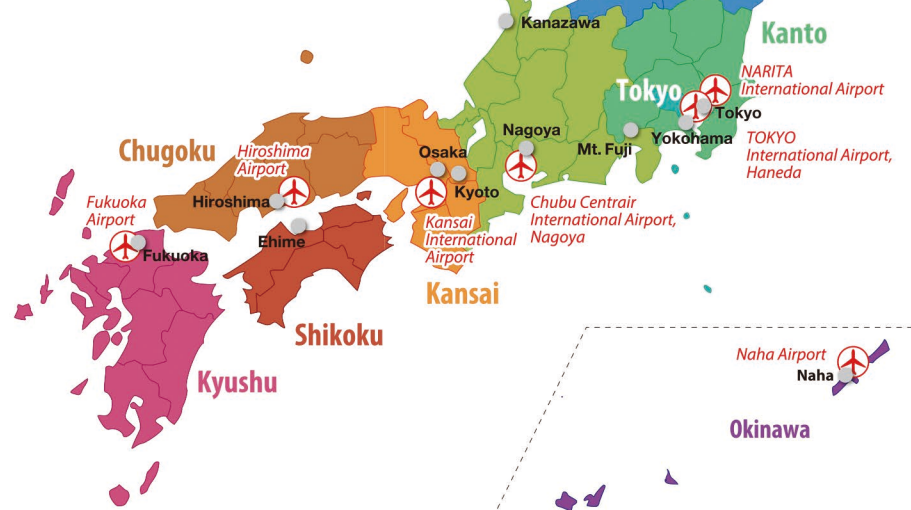 Kanazawa
Kanto
NARITA
International Airport
Tokyo
Tokyo
Yokohama
TOKYO
International Airport,
Haneda
Mt. Fuji
Nagoya
Chubu Centrair
International Airport,
Nagoya
Osaka
Kyoto
Kansai
International
Airport
Kansai
Chugoku
Hiroshima
Airport
Hiroshima
Ehime
Shikoku
Fukuoka
Airport
Fukuoka
Kyushu
Naha Airport
Naha
Okinawa